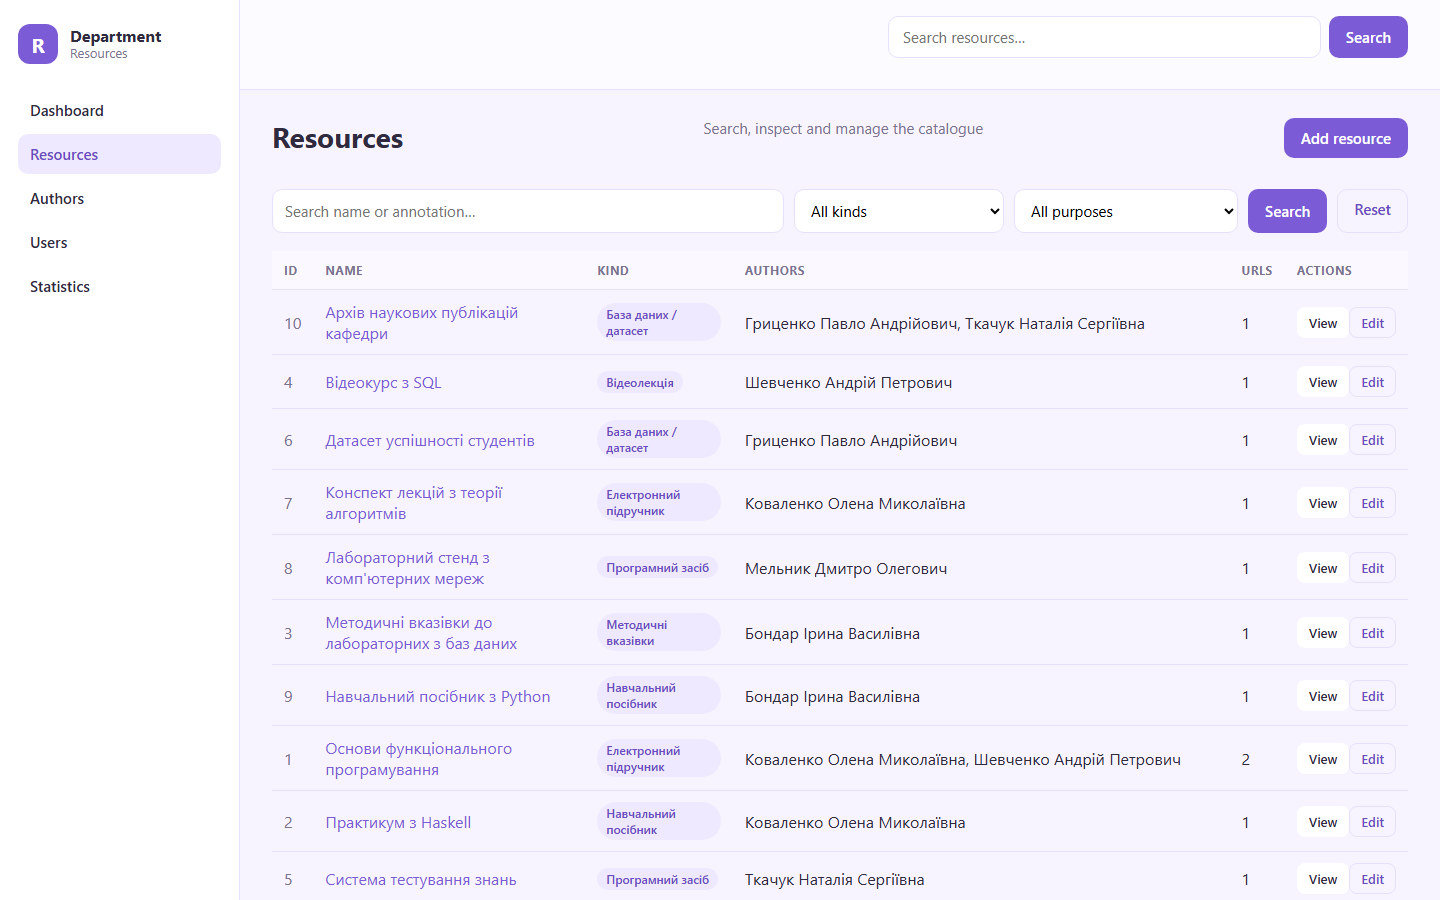 R
Department
Resources
Search resources...
Search
Dashboard
Resources
Authors
Users
Statistics
Resources
Search, inspect and manage the catalogue
Add resource
Search name or annotation...
All kinds
All purposes
Search
Reset
ID NAME KIND AUTHORS URLS ACTIONS
10 Архів наукових публікацій
кафедри
База даних /
датасет
Гриценко Павло Андрійович, Ткачук Наталія Сергіївна 1 View Edit
4 Відеокурс з SQL Відеолекція Шевченко Андрій Петрович 1 View Edit
6 Датасет успішності студентів
База даних /
датасет
Гриценко Павло Андрійович 1 View Edit
7 Конспект лекцій з теорії
алгоритмів
Електронний
підручник
Коваленко Олена Миколаївна 1 View Edit
8 Лабораторний стенд з
комп'ютерних мереж
Програмний засіб
Мельник Дмитро Олегович 1 View Edit
3 Методичні вказівки до
лабораторних з баз даних
Методичні
вказівки
Бондар Ірина Василівна 1 View Edit
9 Навчальний посібник з Python
Навчальний
посібник
Бондар Ірина Василівна 1 View Edit
1 Основи функціонального
програмування
Електронний
підручник
Коваленко Олена Миколаївна, Шевченко Андрій Петрович 2 View Edit
2 Практикум з Haskell
Навчальний
посібник
Коваленко Олена Миколаївна 1 View Edit
5 Система тестування знань Програмний засіб Ткачук Наталія Сергіївна 1 View Edit